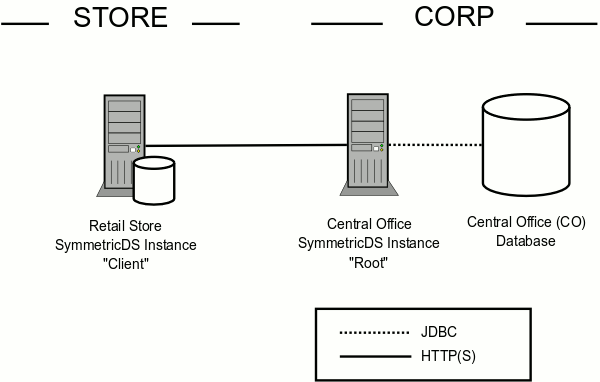 STORE
CORP
Retail Store
SymmetricDS Instance
"Client"
Central Office
SymmetricDS Instance
"Root"
Central Office (CO)
Database
JDBC
HTTP(S)